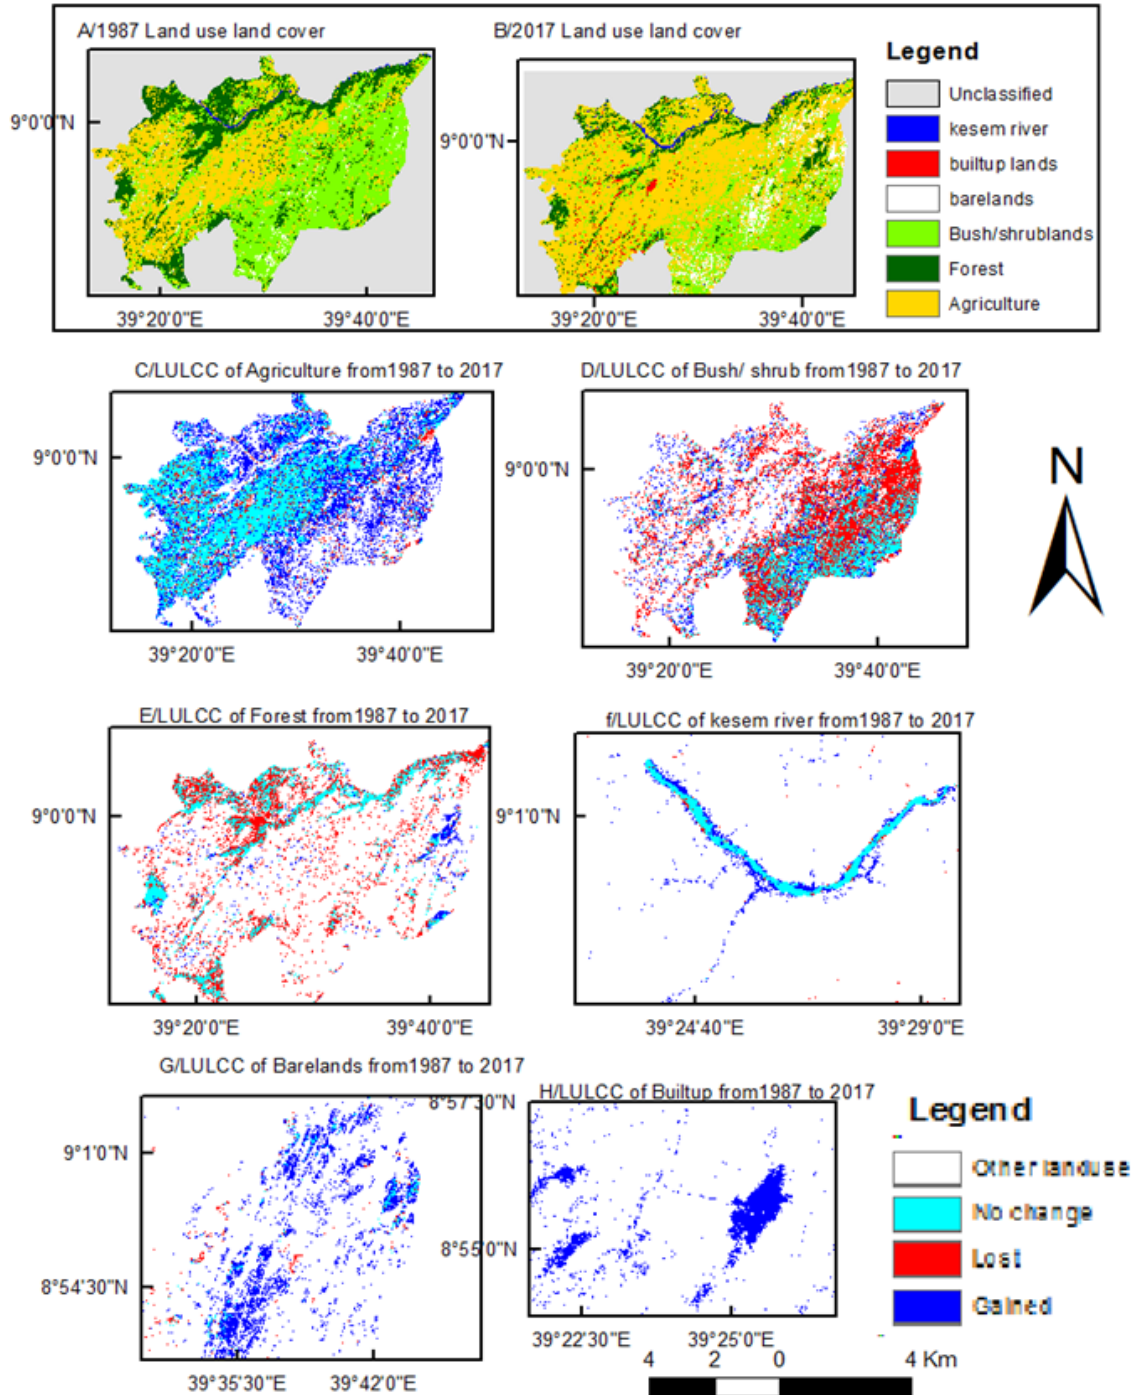 A/1987 Land use land cover
B/2017 Land use land cover
Legend
Unclassified
kesem river
builtup lands
barelands
Bush/shrublands
Forest
Agriculture
9°0'0"N
9°0'0"N
39°20'0"E
39°40'0"E
39°20'0"E
39°40'0"E
C/LULCC of Agriculture from1987 to 2017
D/LULCC of Bush/ shrub from1987 to 2017
9°0'0"N
9°0'0"N
N
39°20'0"E
39°40'0"E
39°20'0"E
39°40'0"E
E/LULCC of Forest from1987 to 2017
f/LULCC of kesem river from1987 to 2017
9°0'0"N
9°1'0"N
39°20'0"E
39°40'0"E
39°24'40"E
39°29'0"E
G/LULCC of Barelands from1987 to 2017
H/LULCC of Builtup from1987 to 2017
8°57'30"N
9°1'0"N
8°55'0"N
8°54'30"N
39°35'30"E
39°42'0"E
39°22'30"E
39°25'0"E
Legend
Other landuse
No change
Lost
Gained
4 2 0 4 Km